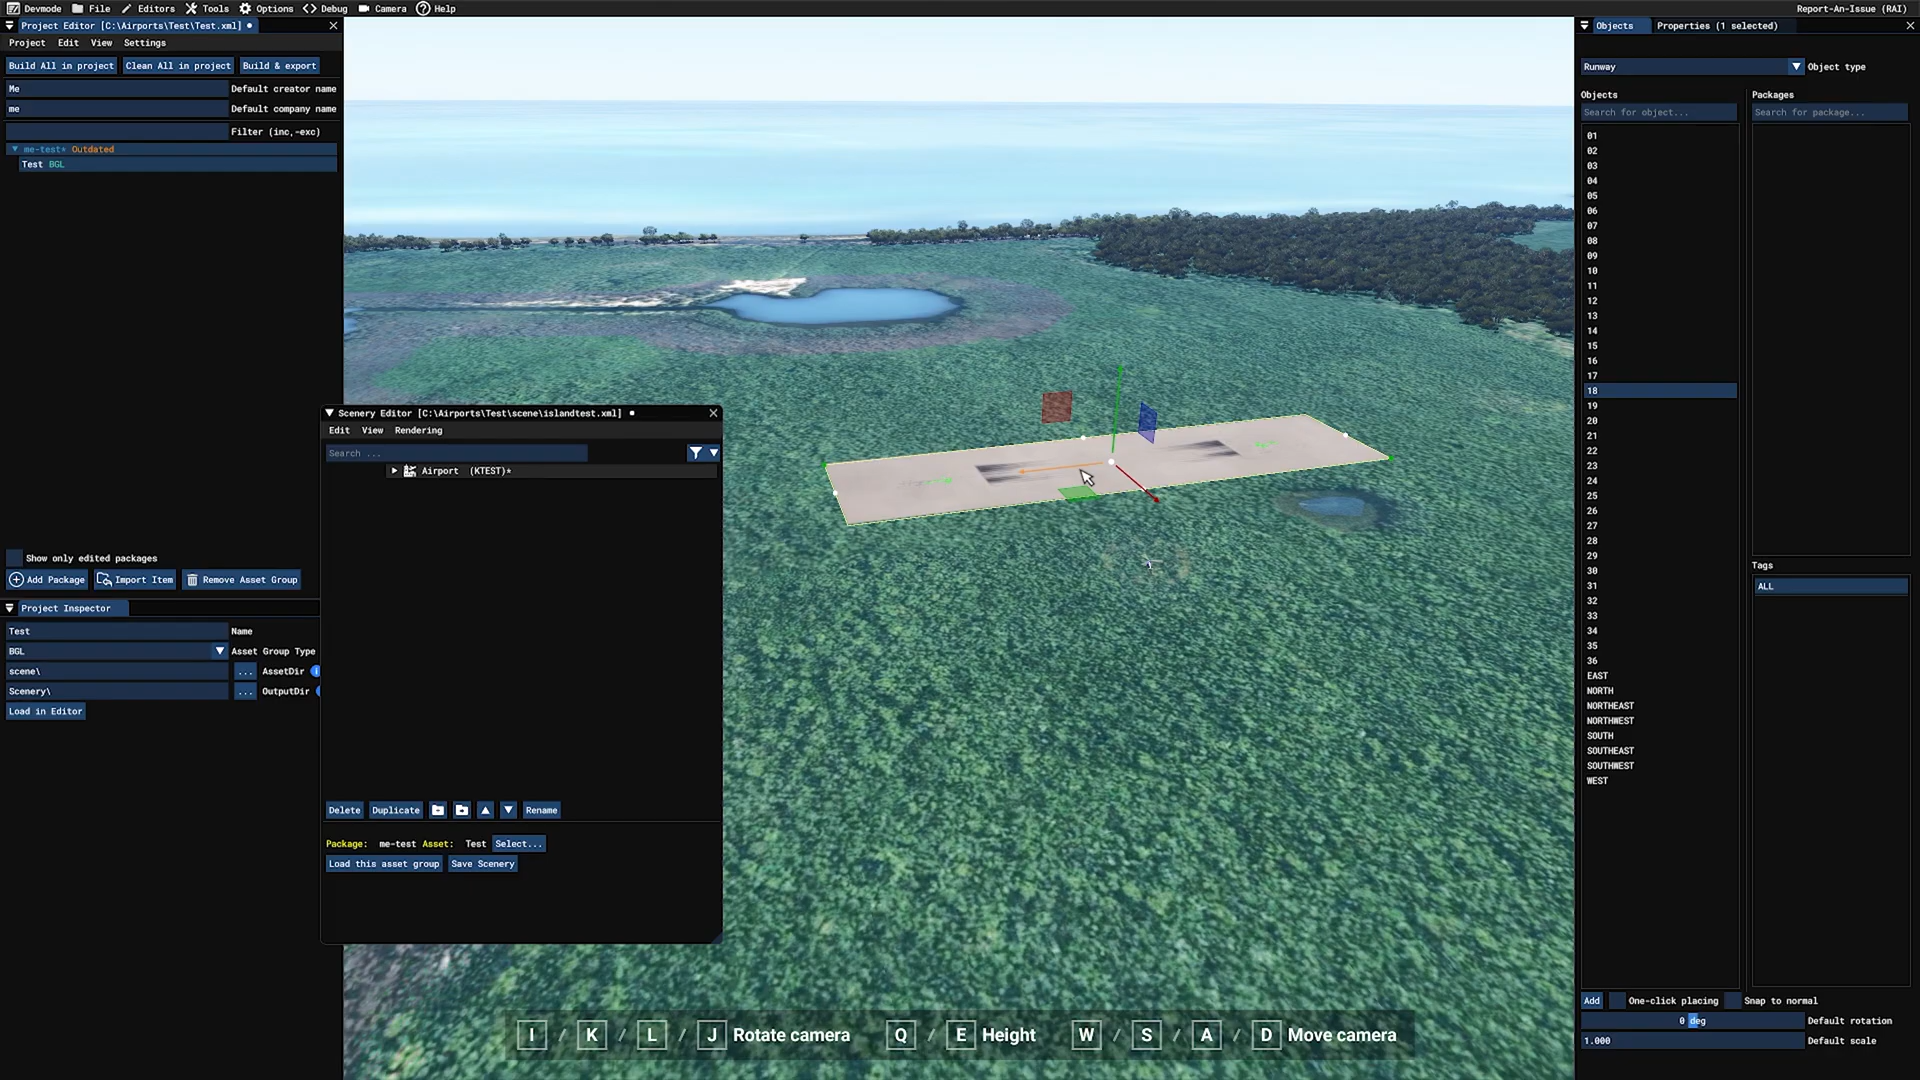 Devmode File Editors Tools Options Debug Camera Help Report-An-Issue (RAI)
Project Editor [C:\Airports\Test\Test.xml]
Project Edit View Settings
Build All in project Clean All in project Build & export
Me Default creator name
me Default company name
Filter (inc,-exc)
me-test* Outdated
Test BGL
Show only edited packages
Add Package Import Item Remove Asset Group
Project Inspector
Test Name
BGL Asset Group Type
scene\ ... AssetDir
Scenery\ ... OutputDir
Load in Editor
Scenery Editor [C:\Airports\Test\scene\islandtest.xml]
Edit View Rendering
Search ...
Airport (KTEST)*
Delete Duplicate Rename
Package: me-test Asset: Test Select...
Load this asset group Save Scenery
I / K / L / J Rotate camera Q / E Height W / S / A / D Move camera
Objects Properties (1 selected)
Runway Object type
Objects
Search for object...
01
02
03
04
05
06
07
08
09
10
11
12
13
14
15
16
17
18
19
20
21
22
23
24
25
26
27
28
29
30
31
32
33
34
35
36
EAST
NORTH
NORTHEAST
NORTHWEST
SOUTH
SOUTHEAST
SOUTHWEST
WEST
Packages
Search for package...
Tags
ALL
Add One-click placing Snap to normal
0 deg Default rotation
1.000 Default scale